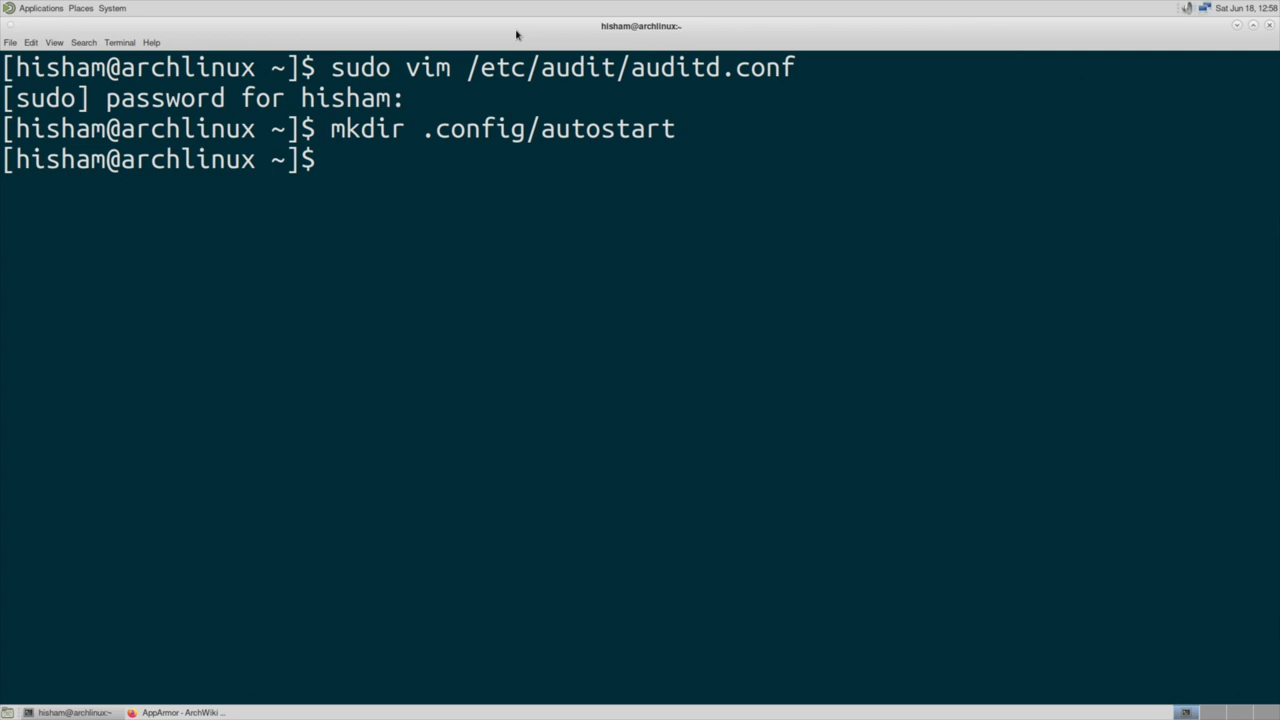 Applications Places System
Sat Jun 18, 12:58
hisham@archlinux:~
File Edit View Search Terminal Help
[hisham@archlinux ~]$ sudo vim /etc/audit/auditd.conf
[sudo] password for hisham:
[hisham@archlinux ~]$ mkdir .config/autostart
[hisham@archlinux ~]$
hisham@archlinux:~
AppArmor - ArchWiki ...